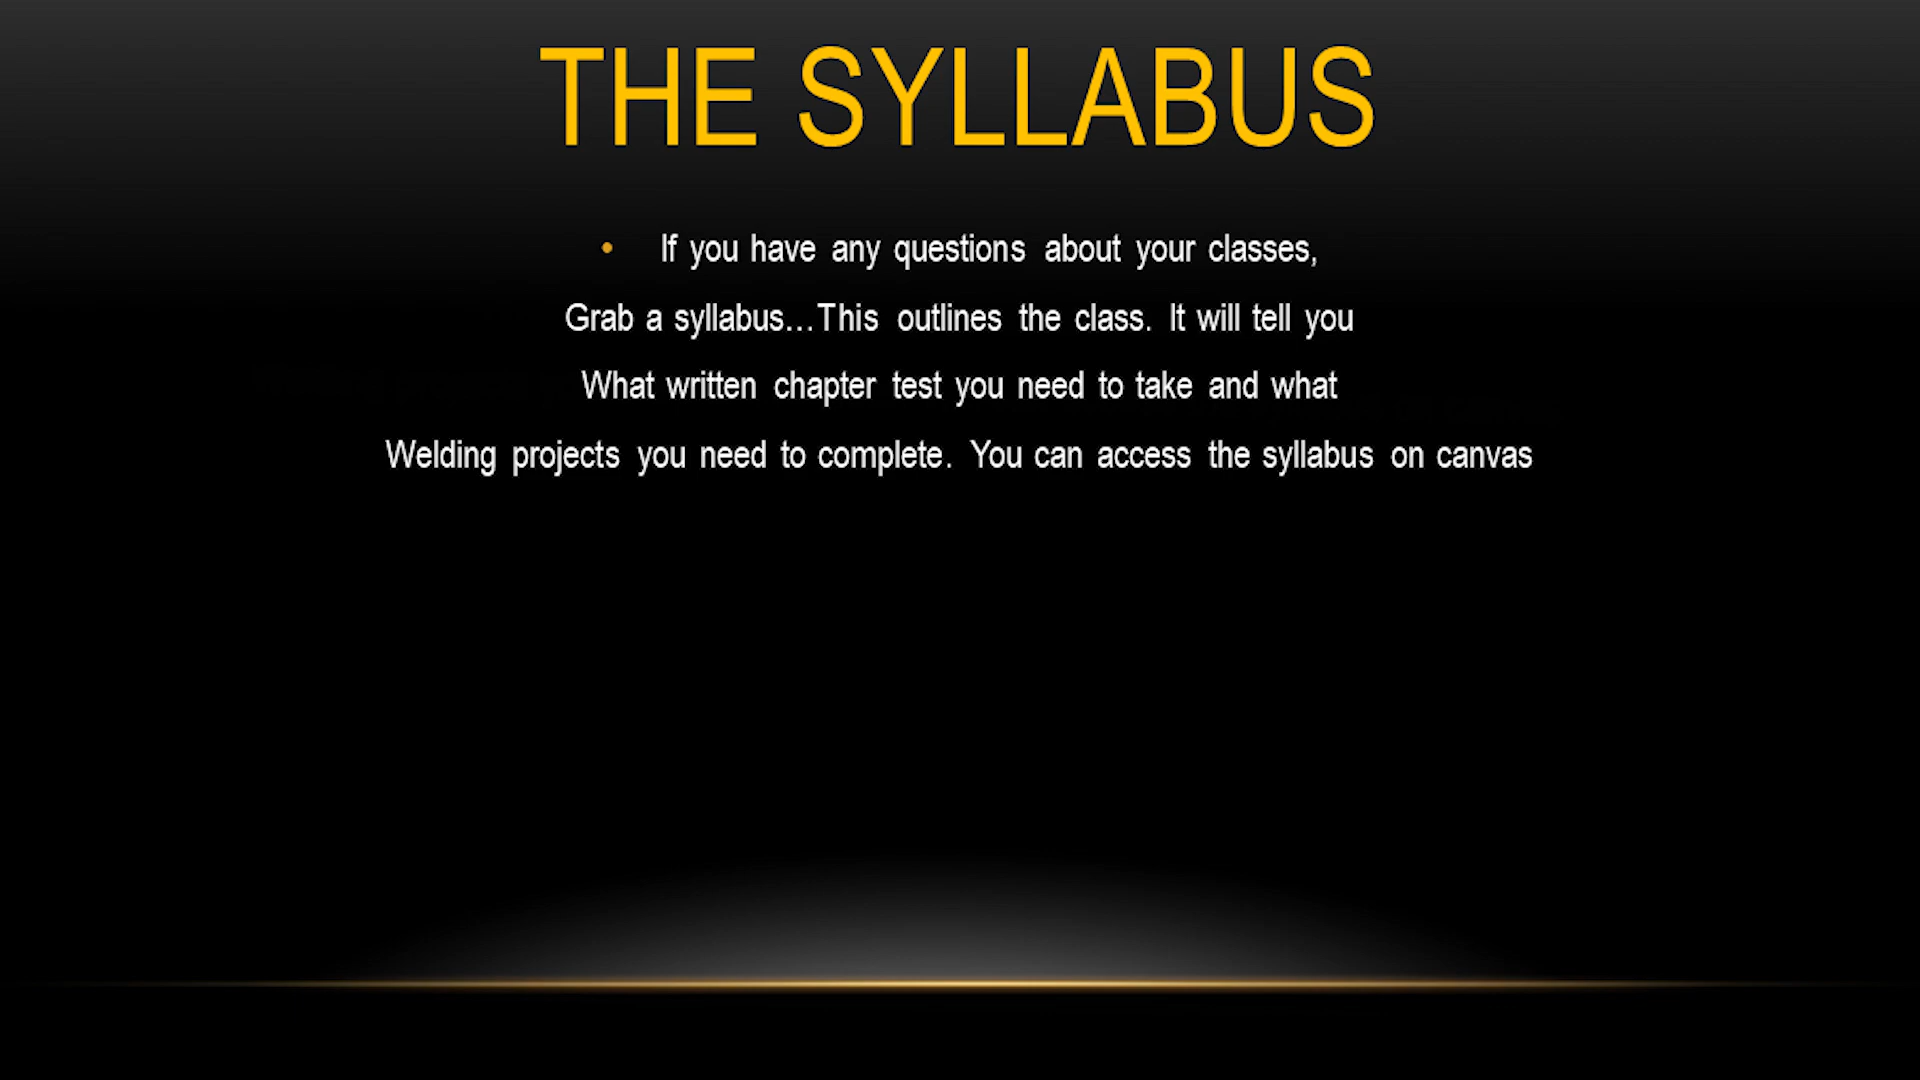 THE SYLLABUS
• If you have any questions about your classes,
Grab a syllabus...This outlines the class. It will tell you
What written chapter test you need to take and what
Welding projects you need to complete. You can access the syllabus on canvas